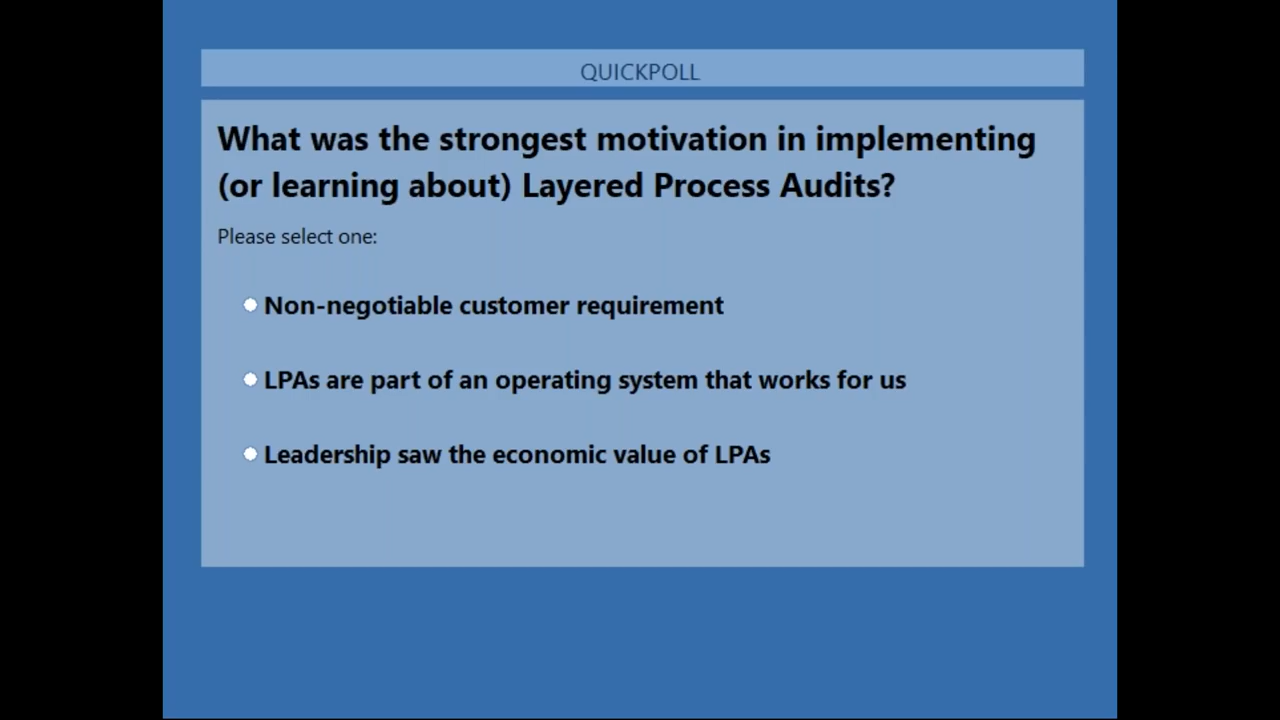 QUICKPOLL
What was the strongest motivation in implementing
(or learning about) Layered Process Audits?
Please select one:
Non-negotiable customer requirement
LPAs are part of an operating system that works for us
Leadership saw the economic value of LPAs